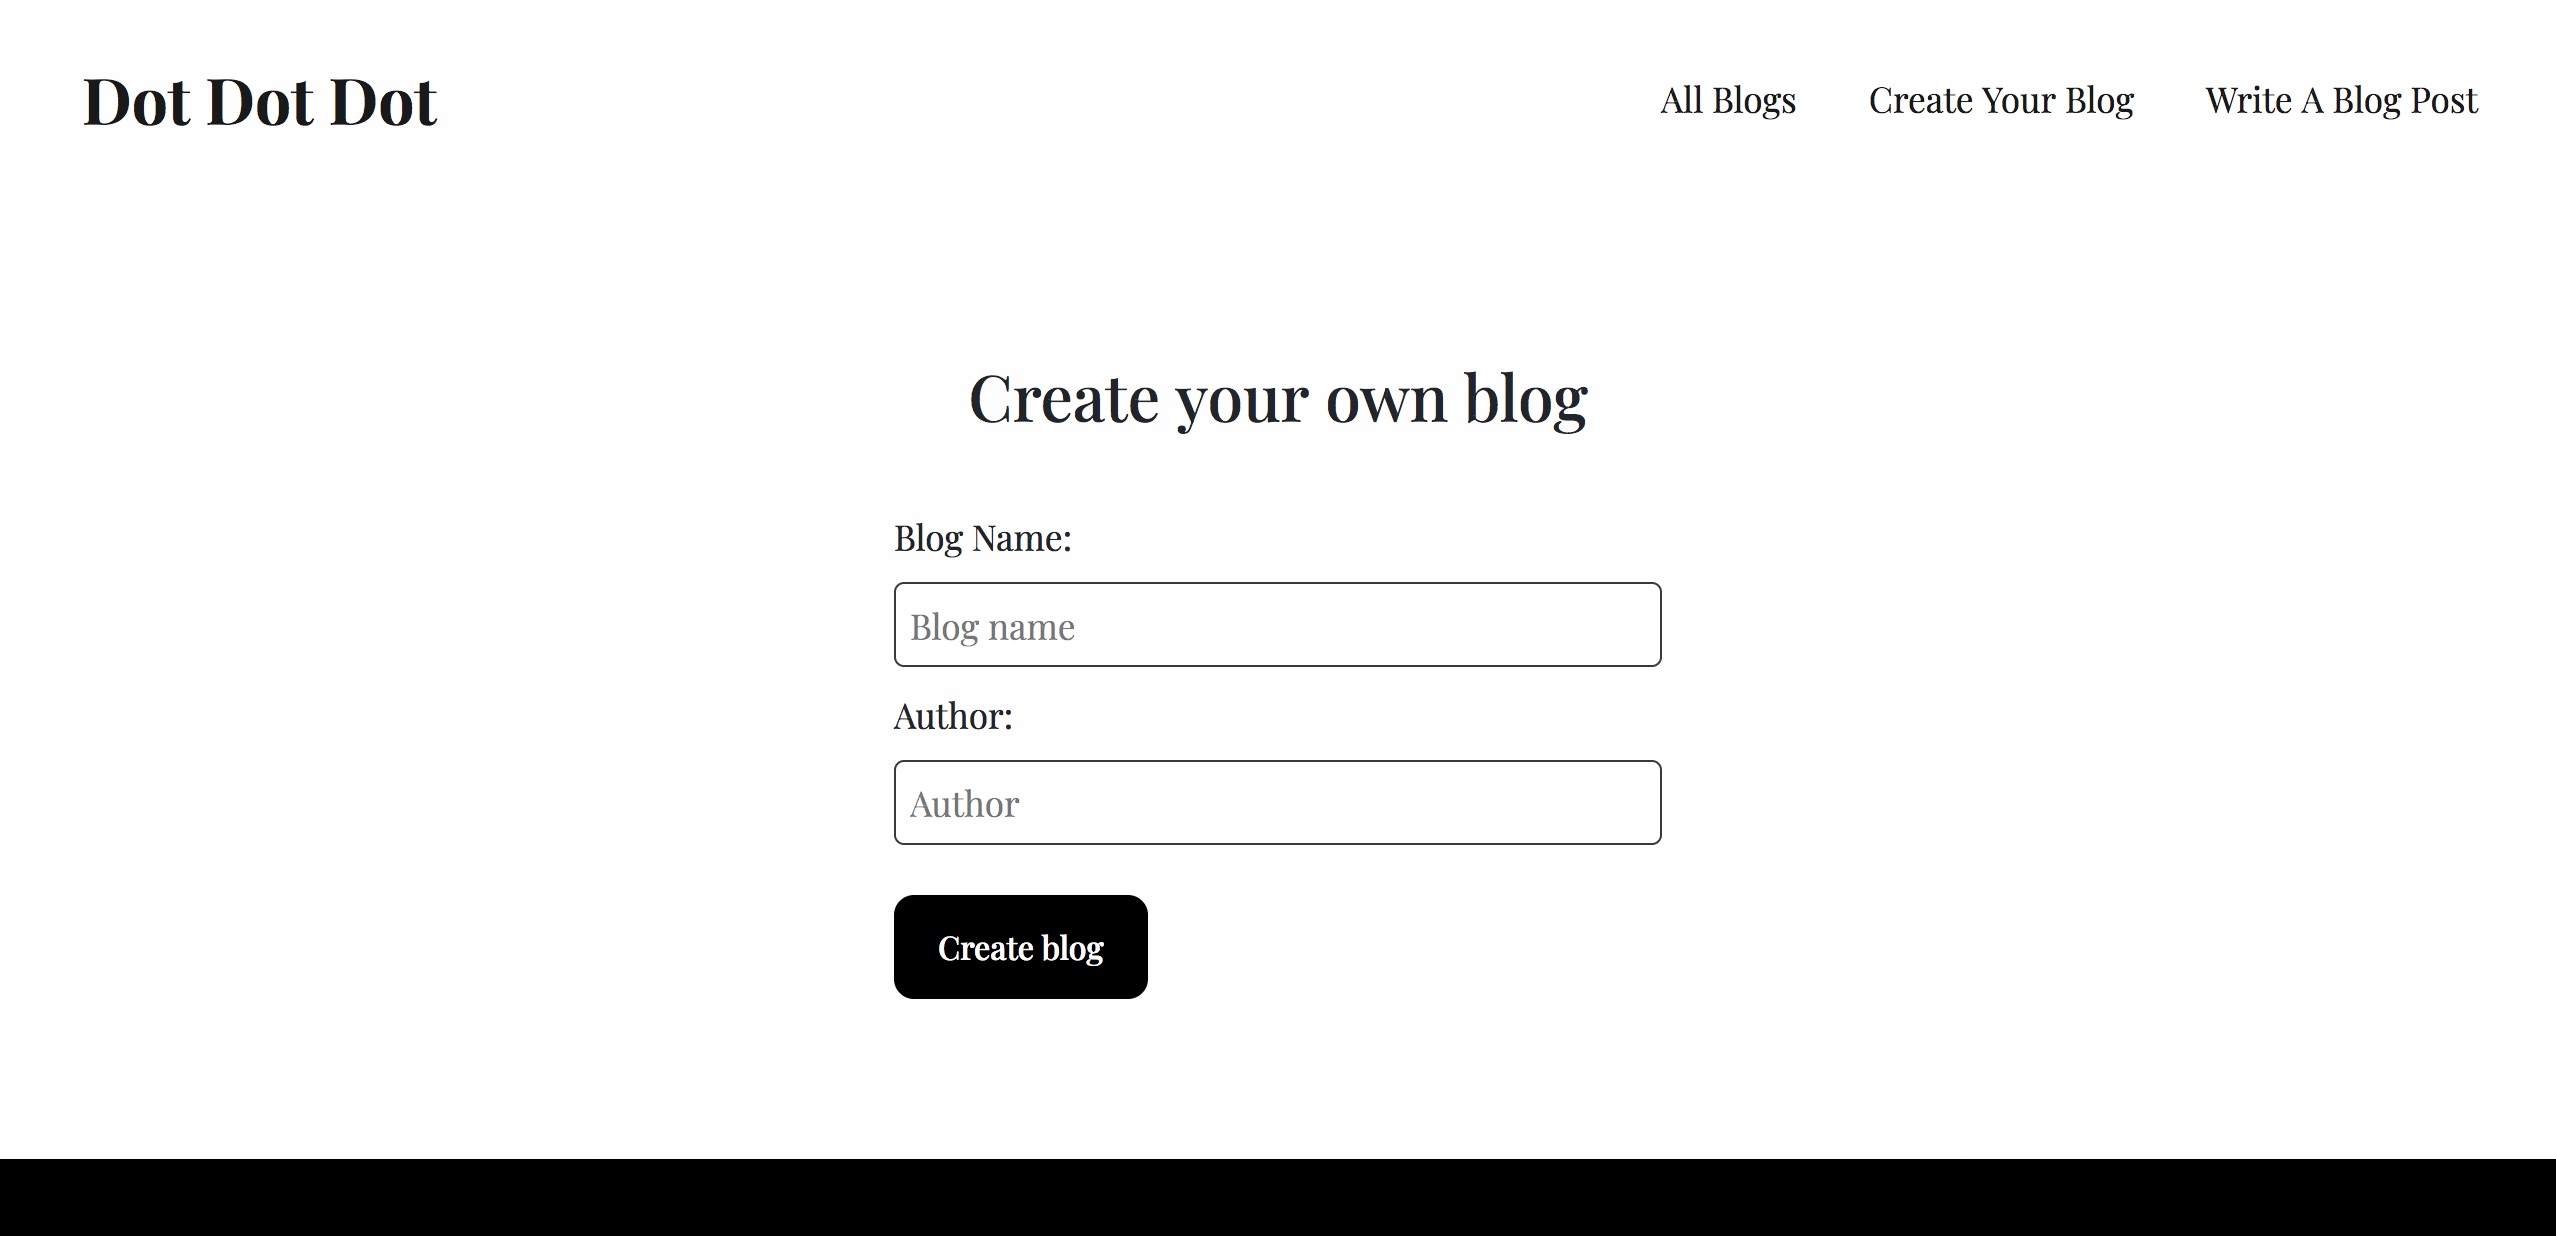 Dot Dot Dot
All Blogs Create Your Blog Write A Blog Post
Create your own blog
Blog Name:
Blog name
Author:
Author
Create blog